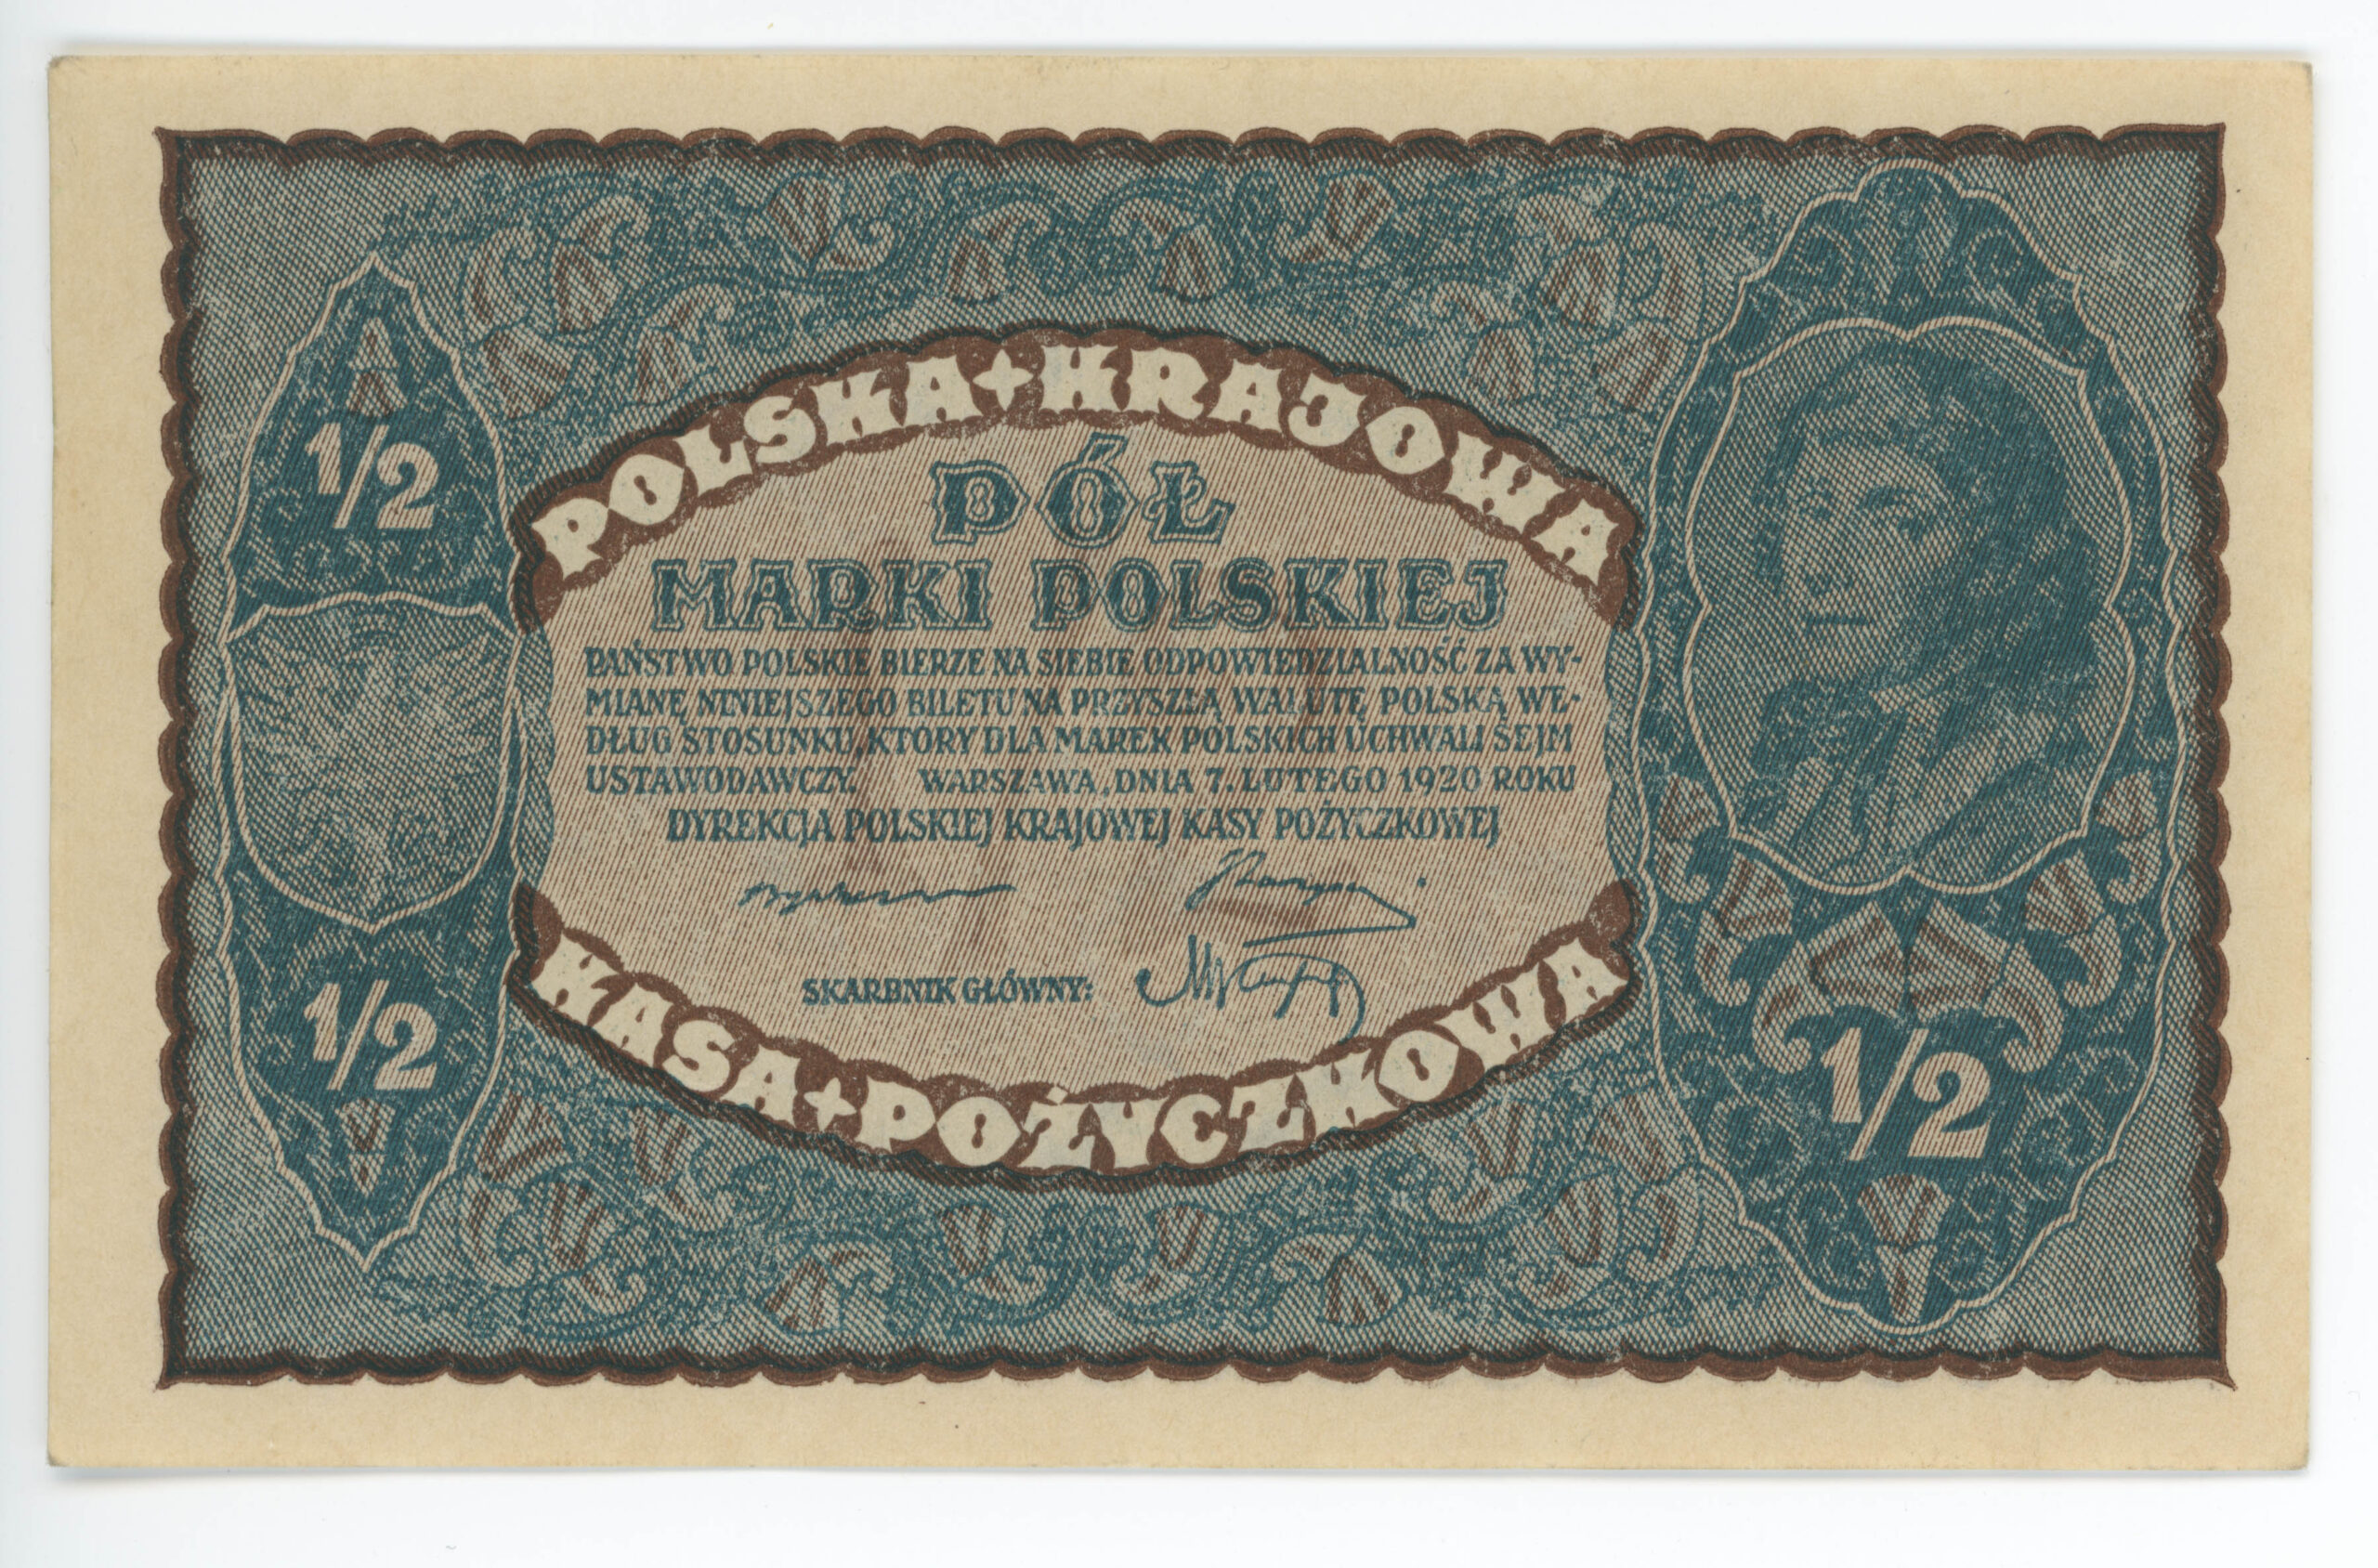 POLSKA+KRAJOWA
PÓŁ
MARKI POLSKIEJ
PAŃSTWO POLSKIE BIERZE NA SIEBIE ODPOWIEDZIALNOŚĆ ZA WY-
MIANĘ NINIEJSZEGO BILETU NA PRZYSZŁĄ WALUTĘ POLSKĄ WE-
DŁUG STOSUNKU, KTÓRY DLA MAREK POLSKICH UCHWALI SEJM
USTAWODAWCZY. WARSZAWA, DNIA 7. LUTEGO 1920 ROKU
DYREKCJA POLSKIEJ KRAJOWEJ KASY POŻYCZKOWEJ
SKARBNIK GŁÓWNY:
KASA+POŻYCZKOWA
1/2
1/2
1/2